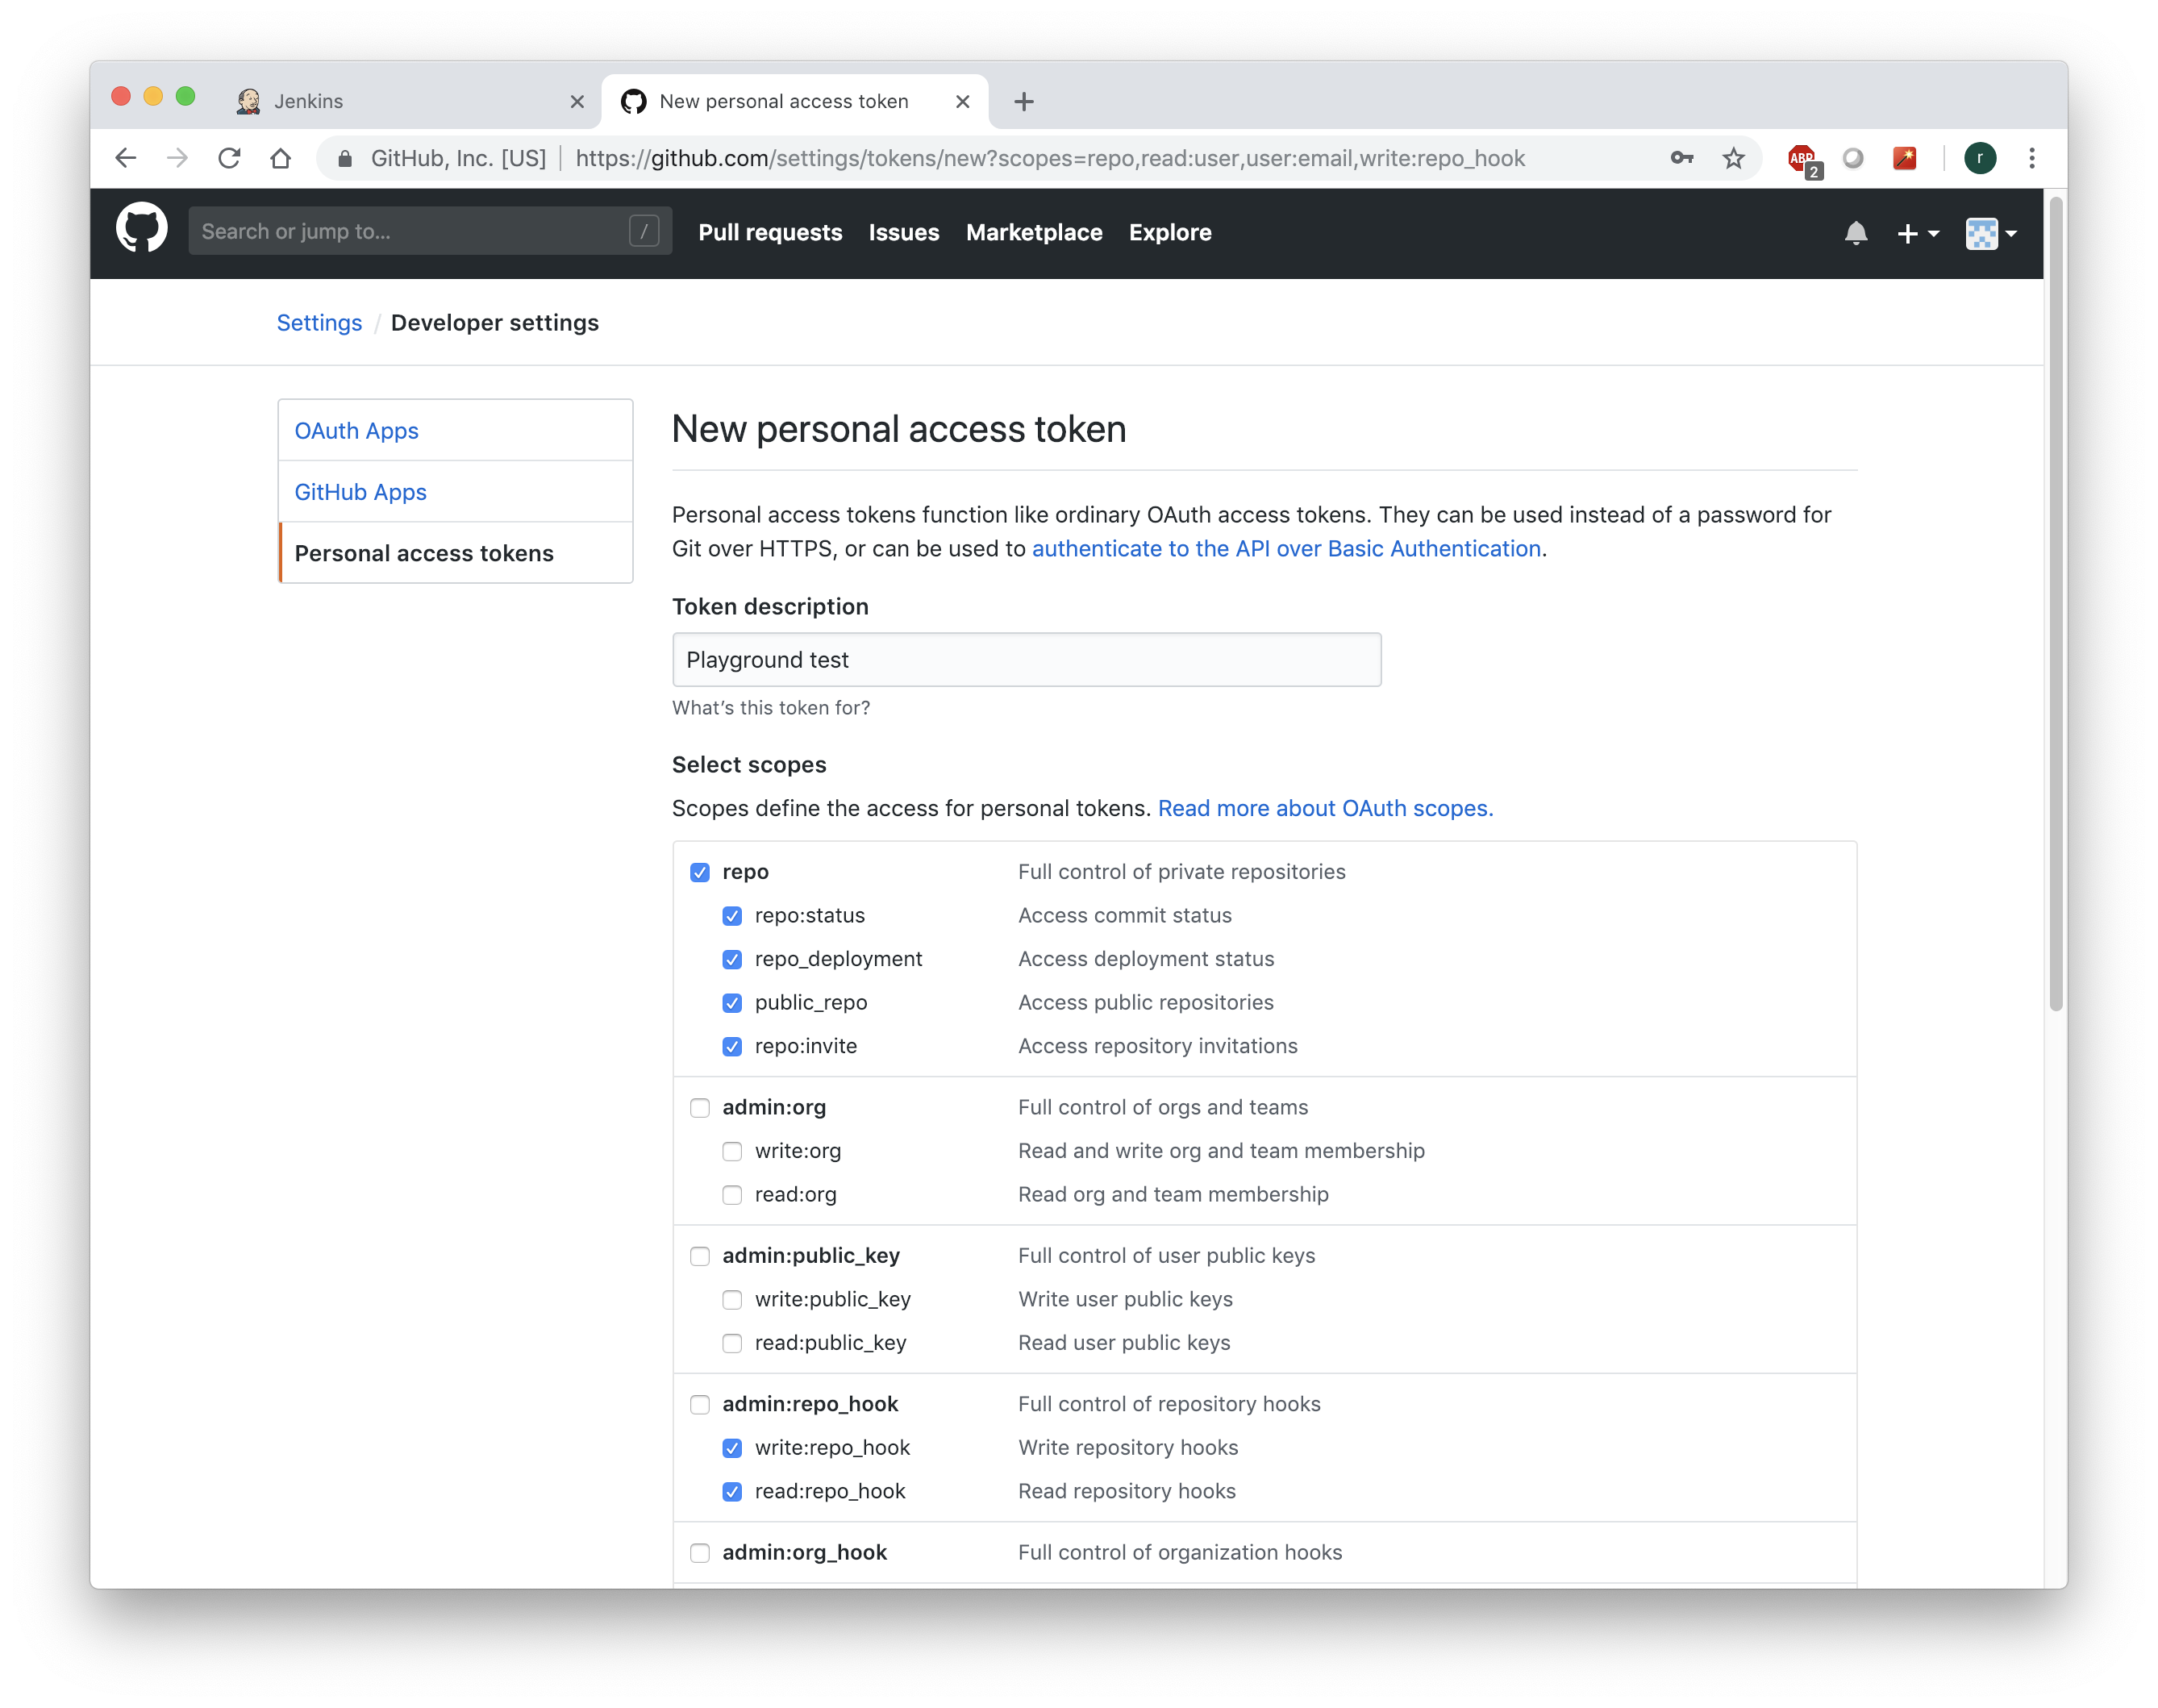 Jenkins
New personal access token
GitHub, Inc. [US] https://github.com/settings/tokens/new?scopes=repo,read:user,user:email,write:repo_hook
ABP
2
r
Search or jump to... /
Pull requests Issues Marketplace Explore
Settings / Developer settings
OAuth Apps
GitHub Apps
Personal access tokens
New personal access token
Personal access tokens function like ordinary OAuth access tokens. They can be used instead of a password for
Git over HTTPS, or can be used to authenticate to the API over Basic Authentication.
Token description
Playground test
What's this token for?
Select scopes
Scopes define the access for personal tokens. Read more about OAuth scopes.
repo Full control of private repositories
repo:status Access commit status
repo_deployment Access deployment status
public_repo Access public repositories
repo:invite Access repository invitations
admin:org Full control of orgs and teams
write:org Read and write org and team membership
read:org Read org and team membership
admin:public_key Full control of user public keys
write:public_key Write user public keys
read:public_key Read user public keys
admin:repo_hook Full control of repository hooks
write:repo_hook Write repository hooks
read:repo_hook Read repository hooks
admin:org_hook Full control of organization hooks